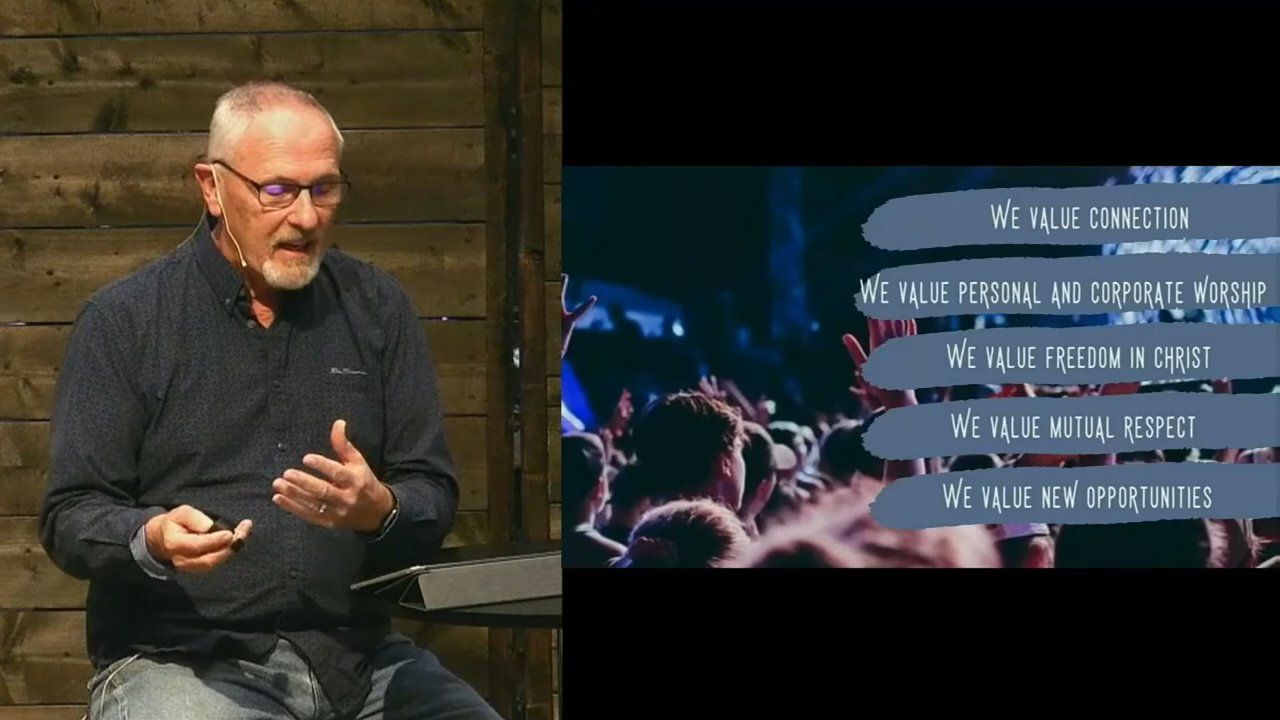 We value connection
We value personal and corporate worship
We value freedom in Christ
We value mutual respect
We value new opportunities